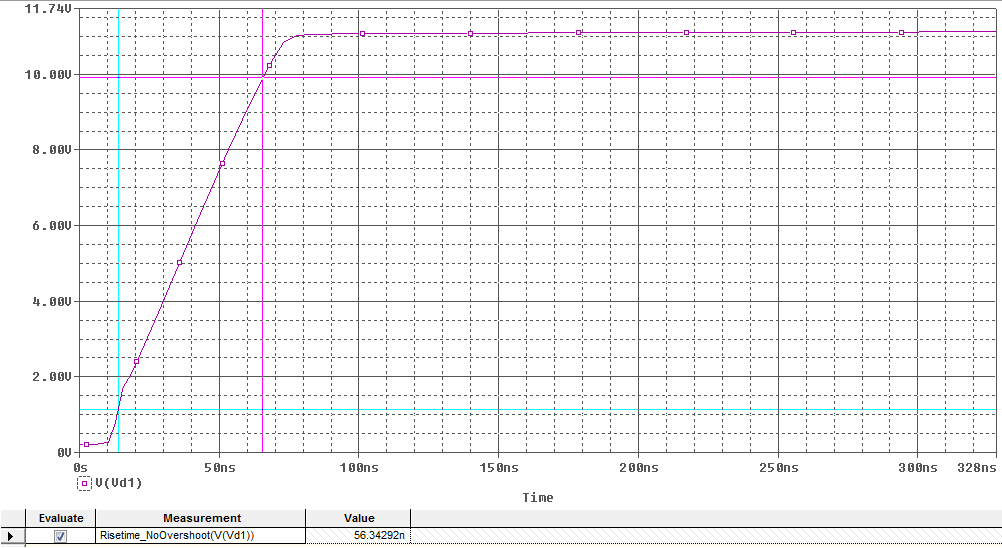 11.74V
10.00V
8.00V
6.00V
4.00V
2.00V
0V
0s 50ns 100ns 150ns 200ns 250ns 300ns 328ns
V(Vd1)
Time
Evaluate Measurement Value
Risetime_NoOvershoot(V(Vd1)) 56.34292n